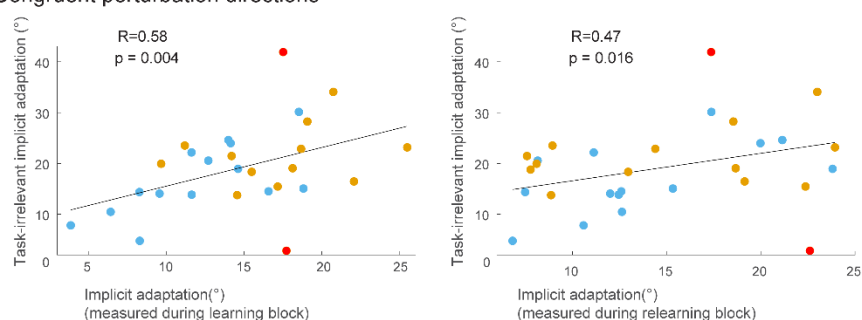 Congruent perturbation directions
R=0.58
p = 0.004
Task-irrelevant implicit adaptation (°)
40
30
20
10
0
5
10
15
20
25
Implicit adaptation(°)
(measured during learning block)
R=0.47
p = 0.016
Task-irrelevant implicit adaptation (°)
40
30
20
10
0
10
15
20
25
Implicit adaptation(°)
(measured during relearning block)